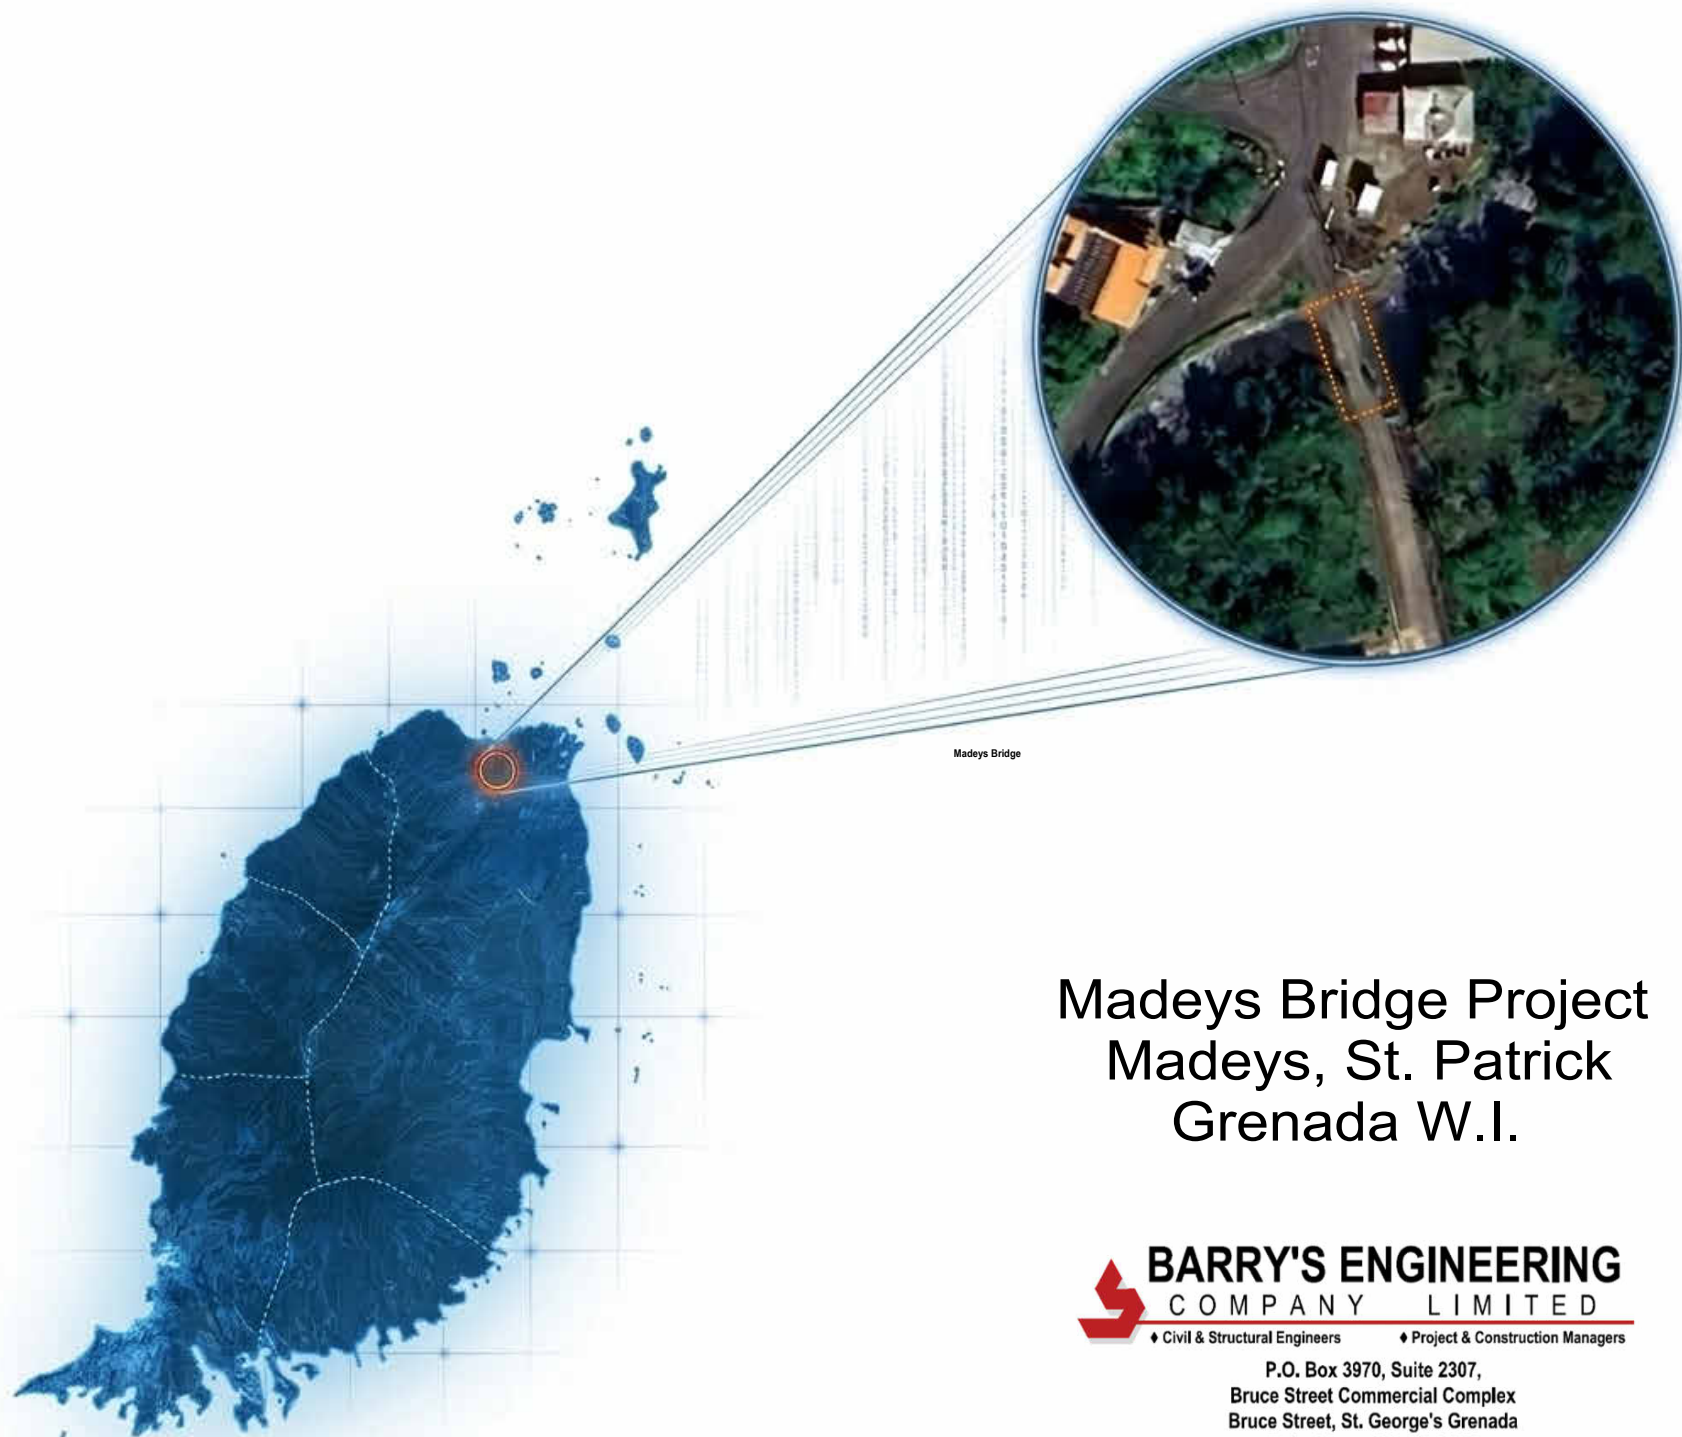 Madeys Bridge
Madeys Bridge Project
Madeys, St. Patrick
Grenada W.I.
BARRY'S ENGINEERING
COMPANY LIMITED
♦ Civil & Structural Engineers ♦ Project & Construction Managers
P.O. Box 3970, Suite 2307,
Bruce Street Commercial Complex
Bruce Street, St. George's Grenada